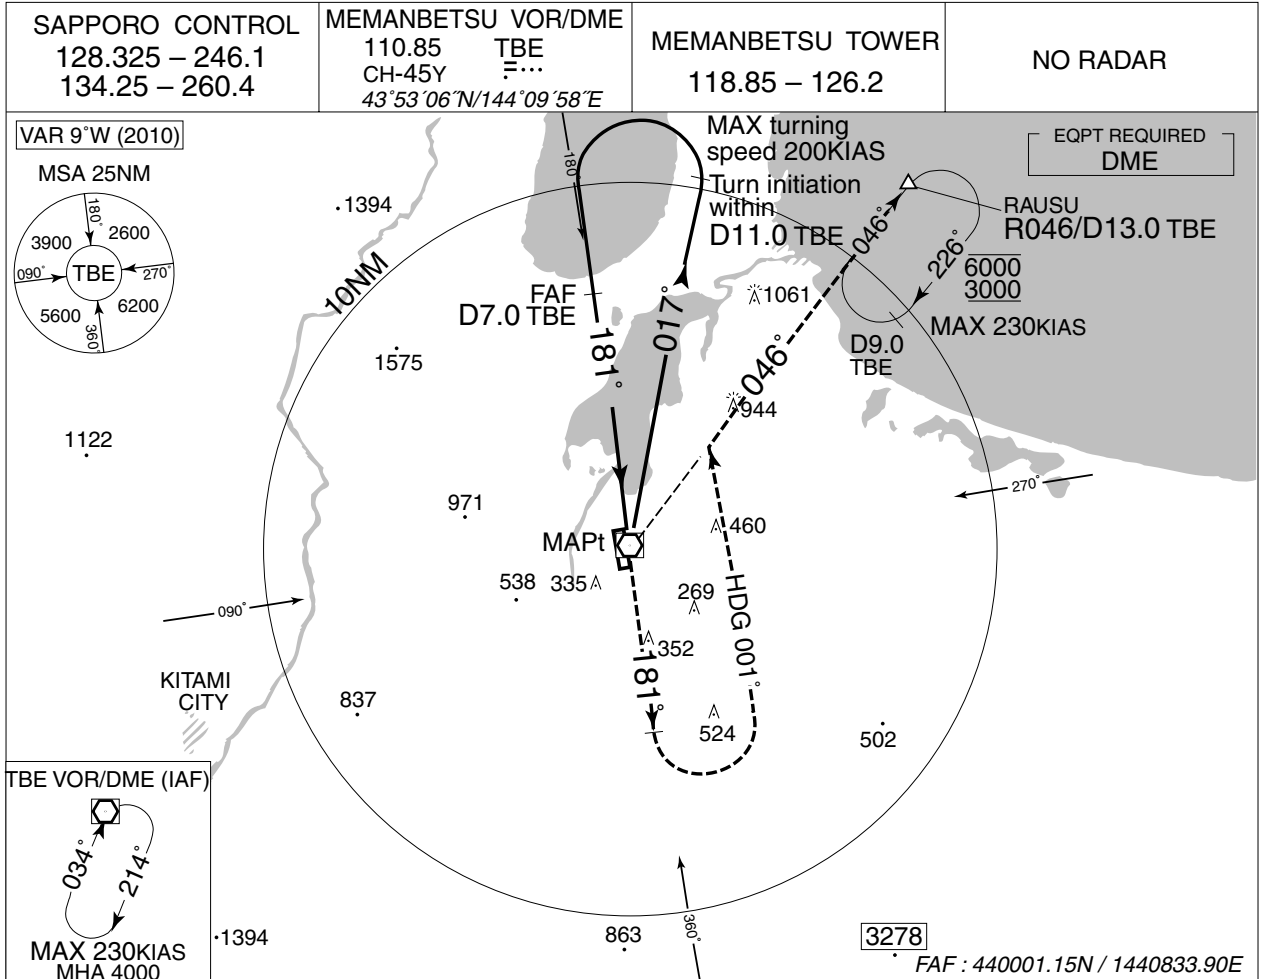 SAPPORO CONTROL
128.325 – 246.1
134.25 – 260.4
MEMANBETSU VOR/DME
110.85 TBE
CH-45Y
43°53´06˝N/144°09´58˝E
MEMANBETSU TOWER
118.85 – 126.2
NO RADAR
VAR 9°W (2010)
MSA 25NM
180°
3900
2600
TBE
090°
270°
5600
6200
360°
EQPT REQUIRED
DME
MAX turning
speed 200KIAS
Turn initiation
within
D11.0 TBE
180°
1394
10NM
RAUSU
R046/D13.0 TBE
046°
226°
6000
3000
MAX 230KIAS
D9.0
TBE
FAF
D7.0 TBE
1061
017°
181°
1575
046°
944
1122
270°
971
MAPt
460
538
335
269
HDG 001°
090°
352
181°
KITAMI
CITY
837
524
502
TBE VOR/DME (IAF)
034°
214°
MAX 230KIAS
MHA 4000
1394
863
360°
3278
FAF : 440001.15N / 1440833.90E